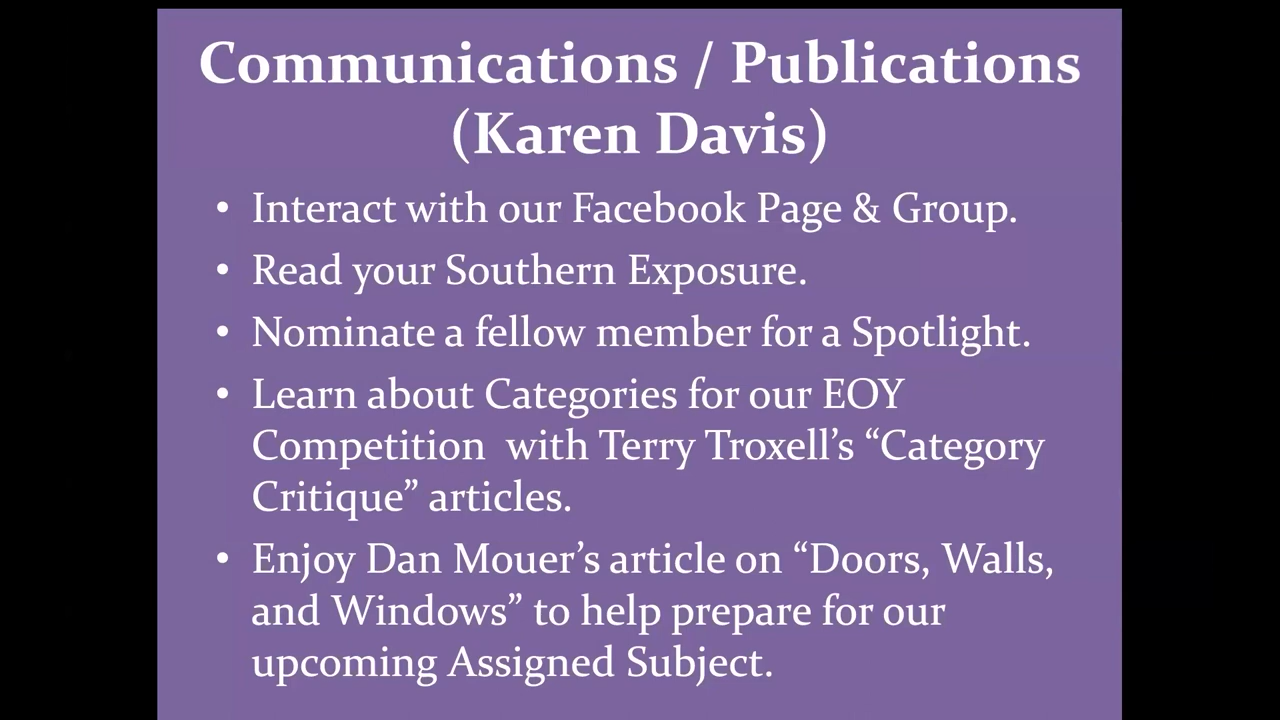 Communications / Publications
(Karen Davis)
• Interact with our Facebook Page & Group.
• Read your Southern Exposure.
• Nominate a fellow member for a Spotlight.
• Learn about Categories for our EOY
Competition  with Terry Troxell’s “Category
Critique” articles.
• Enjoy Dan Mouer’s article on “Doors, Walls,
and Windows” to help prepare for our
upcoming Assigned Subject.